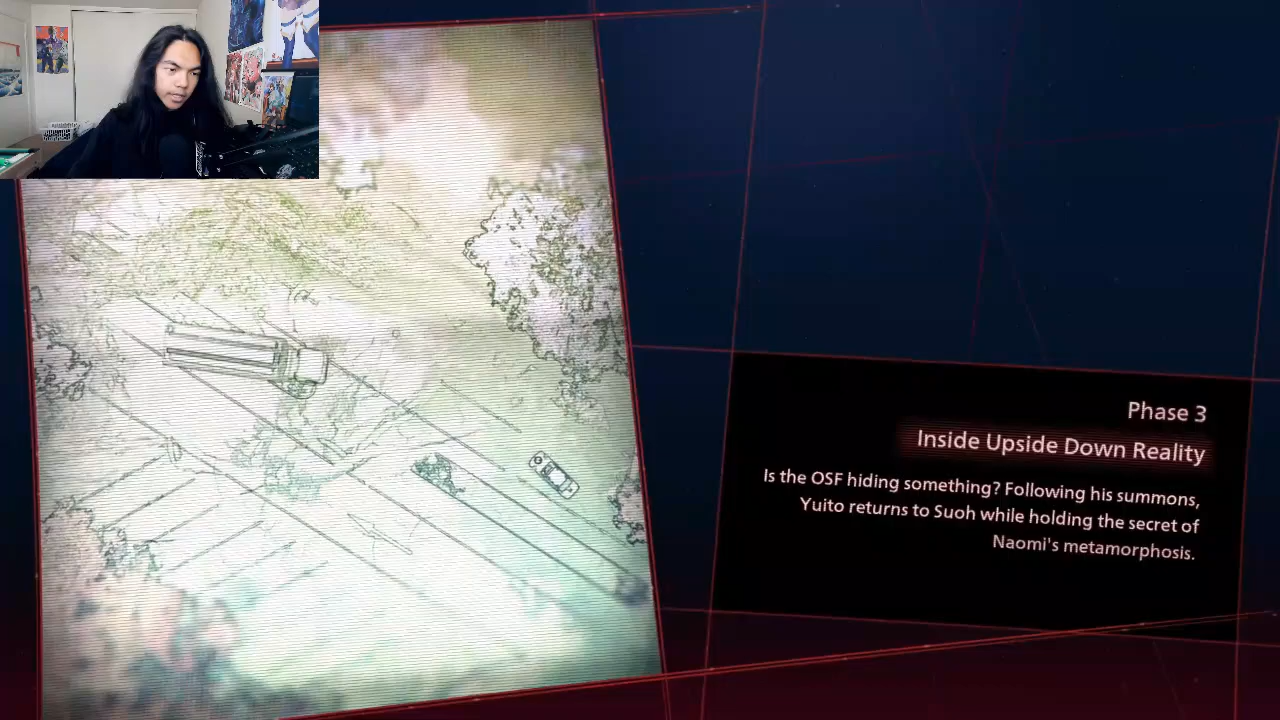 Phase 3
Inside Upside Down Reality
Is the OSF hiding something? Following his summons,
Yuito returns to Suoh while holding the secret of
Naomi's metamorphosis.